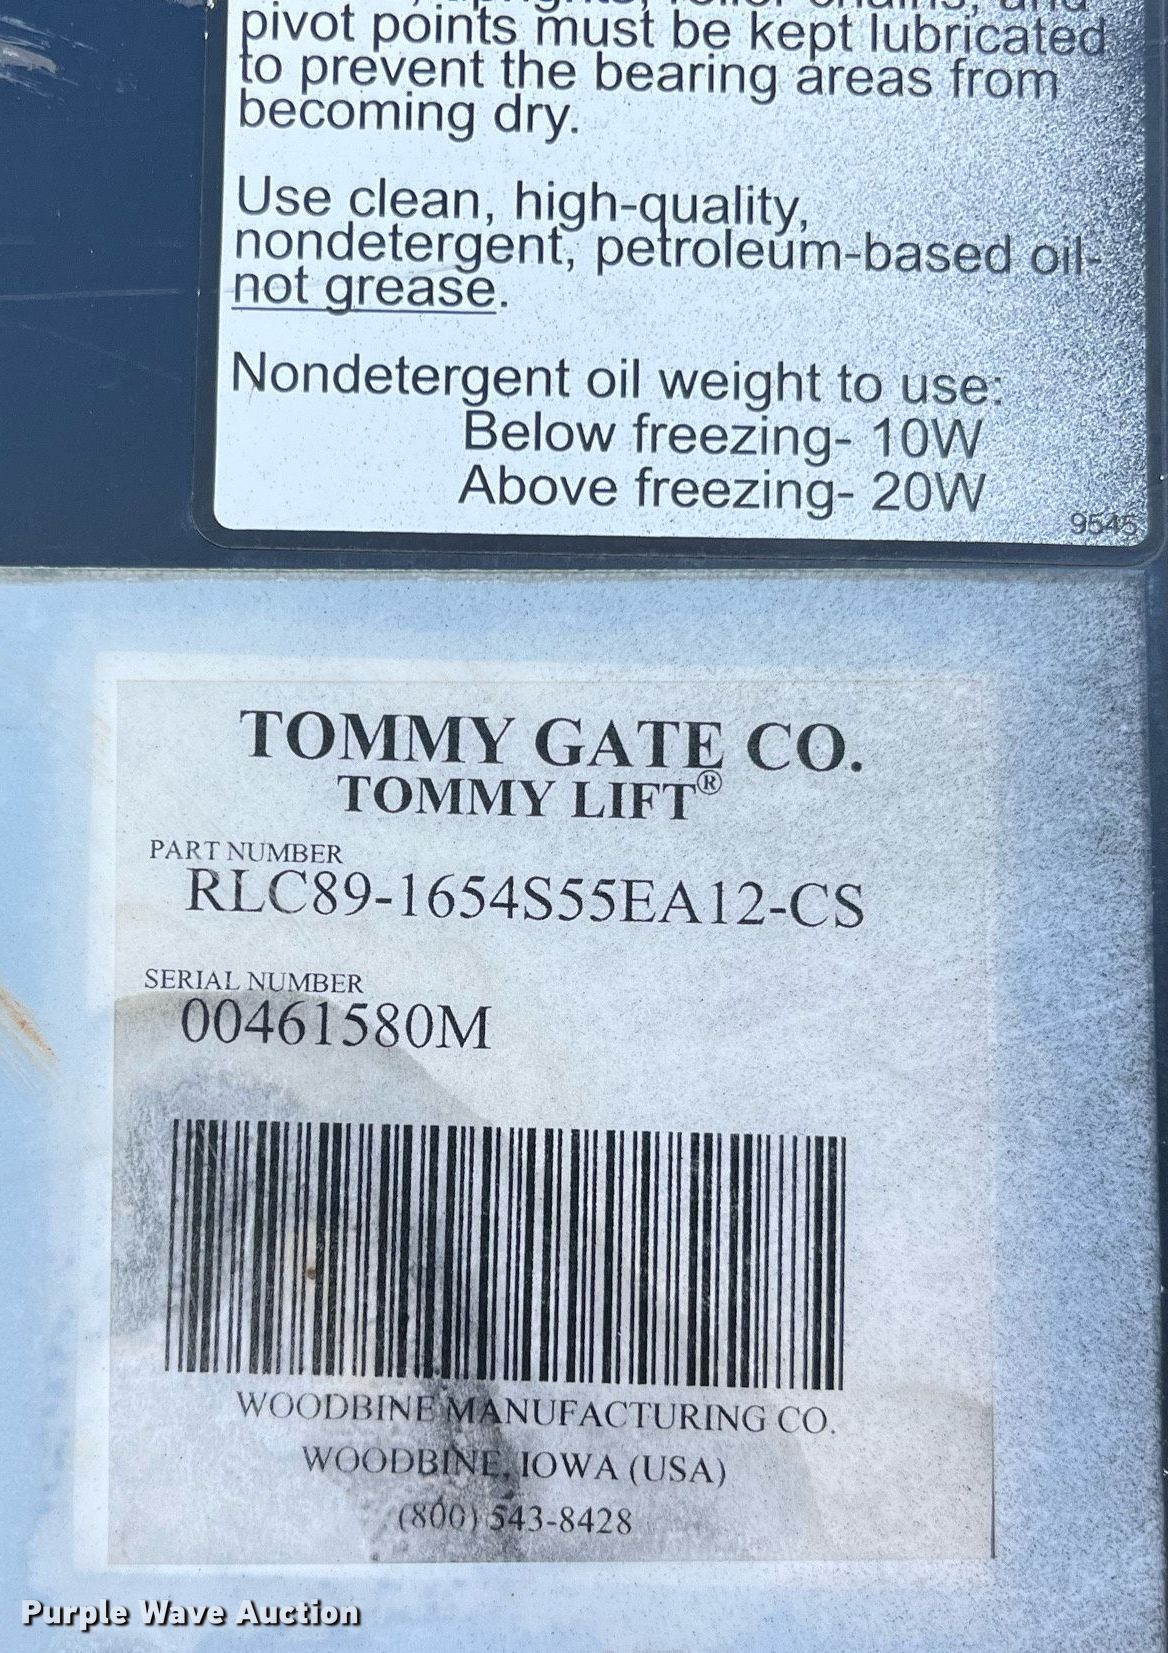 pivot points must be kept lubricated
to prevent the bearing areas from
becoming dry.
Use clean, high-quality,
nondetergent, petroleum-based oil-
not grease.
Nondetergent oil weight to use:
Below freezing- 10W
Above freezing- 20W
9545
TOMMY GATE CO.
TOMMY LIFT®
PART NUMBER
RLC89-1654S55EA12-CS
SERIAL NUMBER
00461580M
WOODBINE MANUFACTURING CO.
WOODBINE, IOWA (USA)
(800) 543-8428
Purple Wave Auction